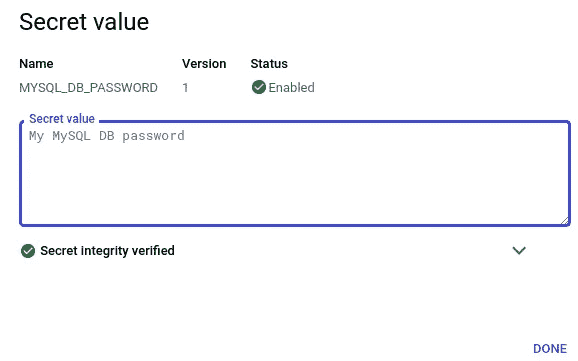 Secret value
Name Version Status
MYSQL_DB_PASSWORD 1 Enabled
Secret value
My MySQL DB password
Secret integrity verified
DONE